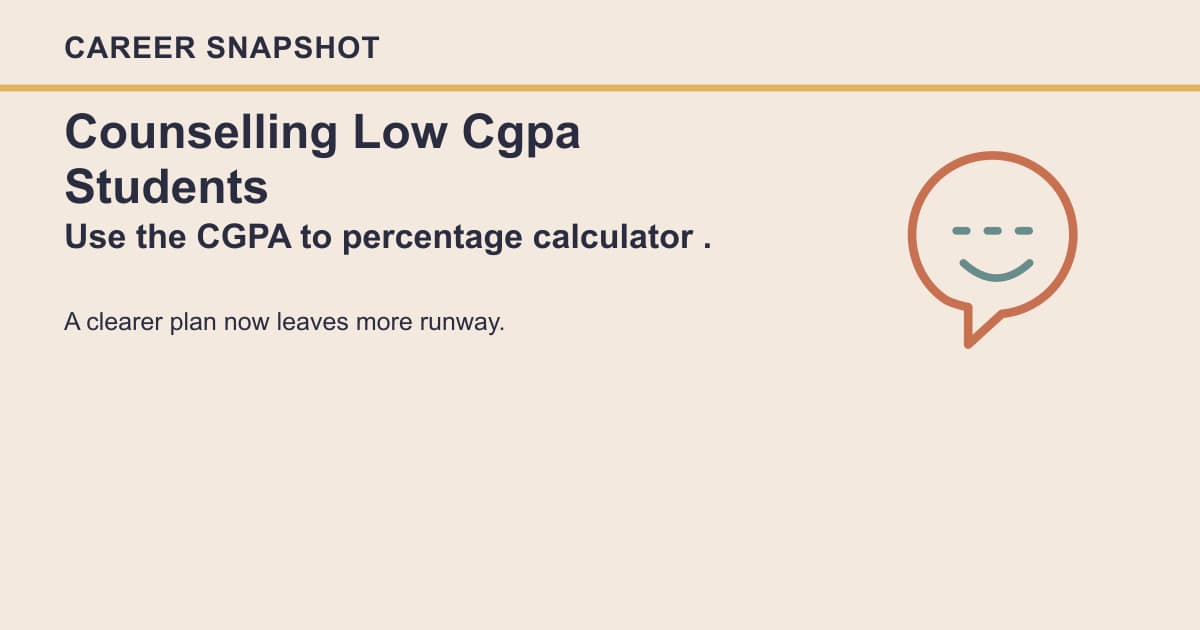 CAREER SNAPSHOT
Counselling Low Cgpa
Students
Use the CGPA to percentage calculator .
A clearer plan now leaves more runway.